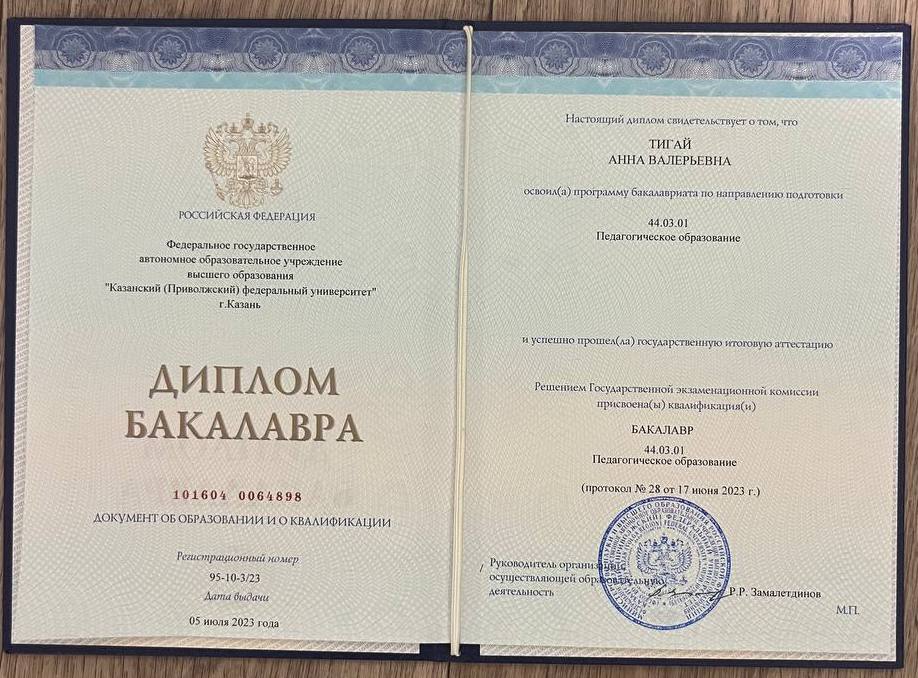 РОССИЙСКАЯ ФЕДЕРАЦИЯ
Федеральное государственное
автономное образовательное учреждение
высшего образования
"Казанский (Приволжский) федеральный университет"
г.Казань
ДИПЛОМ
БАКАЛАВРА
101604 0064898
ДОКУМЕНТ ОБ ОБРАЗОВАНИИ И О КВАЛИФИКАЦИИ
Регистрационный номер
95-10-3/23
Дата выдачи
05 июля 2023 года
Настоящий диплом свидетельствует о том, что
ТИГАЙ
АННА ВАЛЕРЬЕВНА
освоил(а) программу бакалавриата по направлению подготовки
44.03.01
Педагогическое образование
и успешно прошел(ла) государственную итоговую аттестацию
Решением Государственной экзаменационной комиссии
присвоена(ы) квалификация(и)
БАКАЛАВР
44.03.01
Педагогическое образование
(протокол № 28 от 17 июня 2023 г.)
/ Руководитель организации,
осуществляющей образовательную
деятельность
Р.Р. Замалетдинов
М.П.